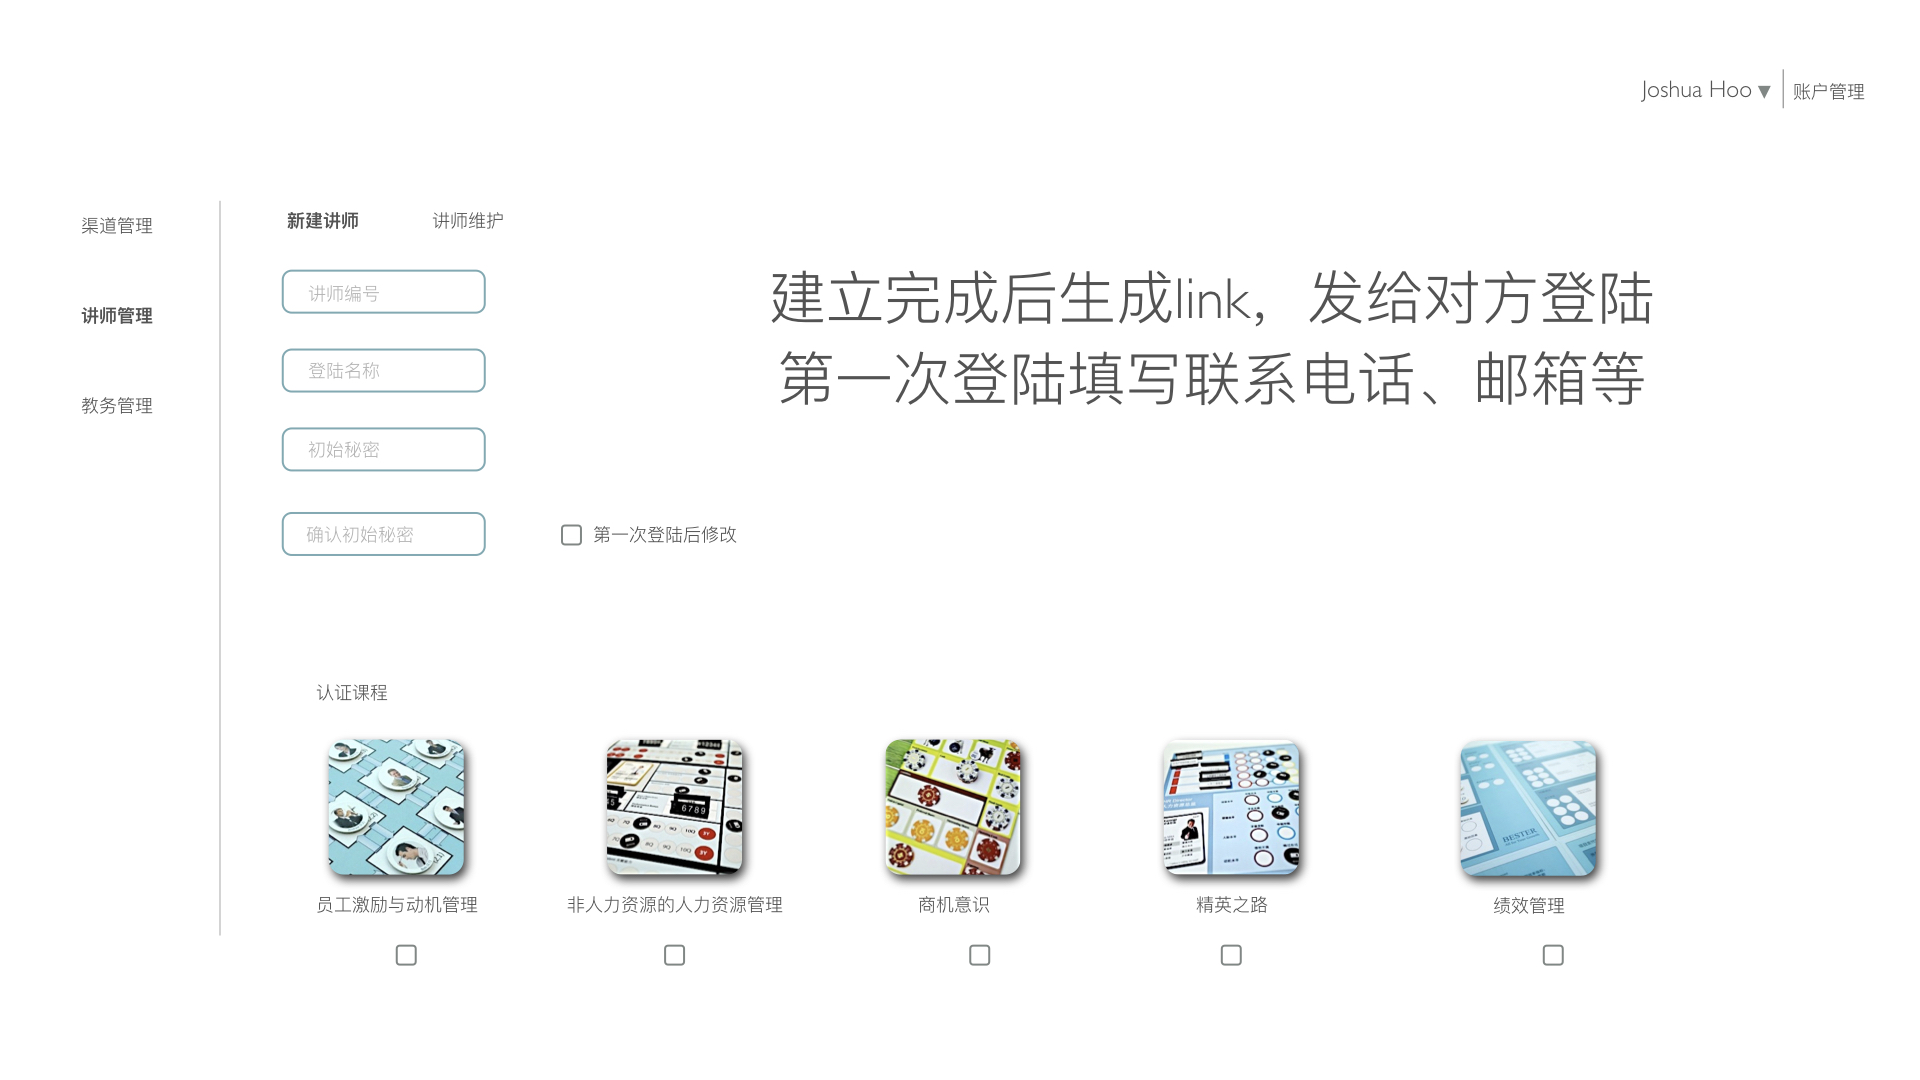 Joshua Hoo ▼ 账户管理
渠道管理
讲师管理
教务管理
新建讲师 讲师维护
讲师编号
登陆名称
初始秘密
确认初始秘密
第一次登陆后修改
建立完成后生成link，发给对方登陆
第一次登陆填写联系电话、邮箱等
认证课程
6789
BESTER
员工激励与动机管理
非人力资源的人力资源管理
商机意识
精英之路
绩效管理